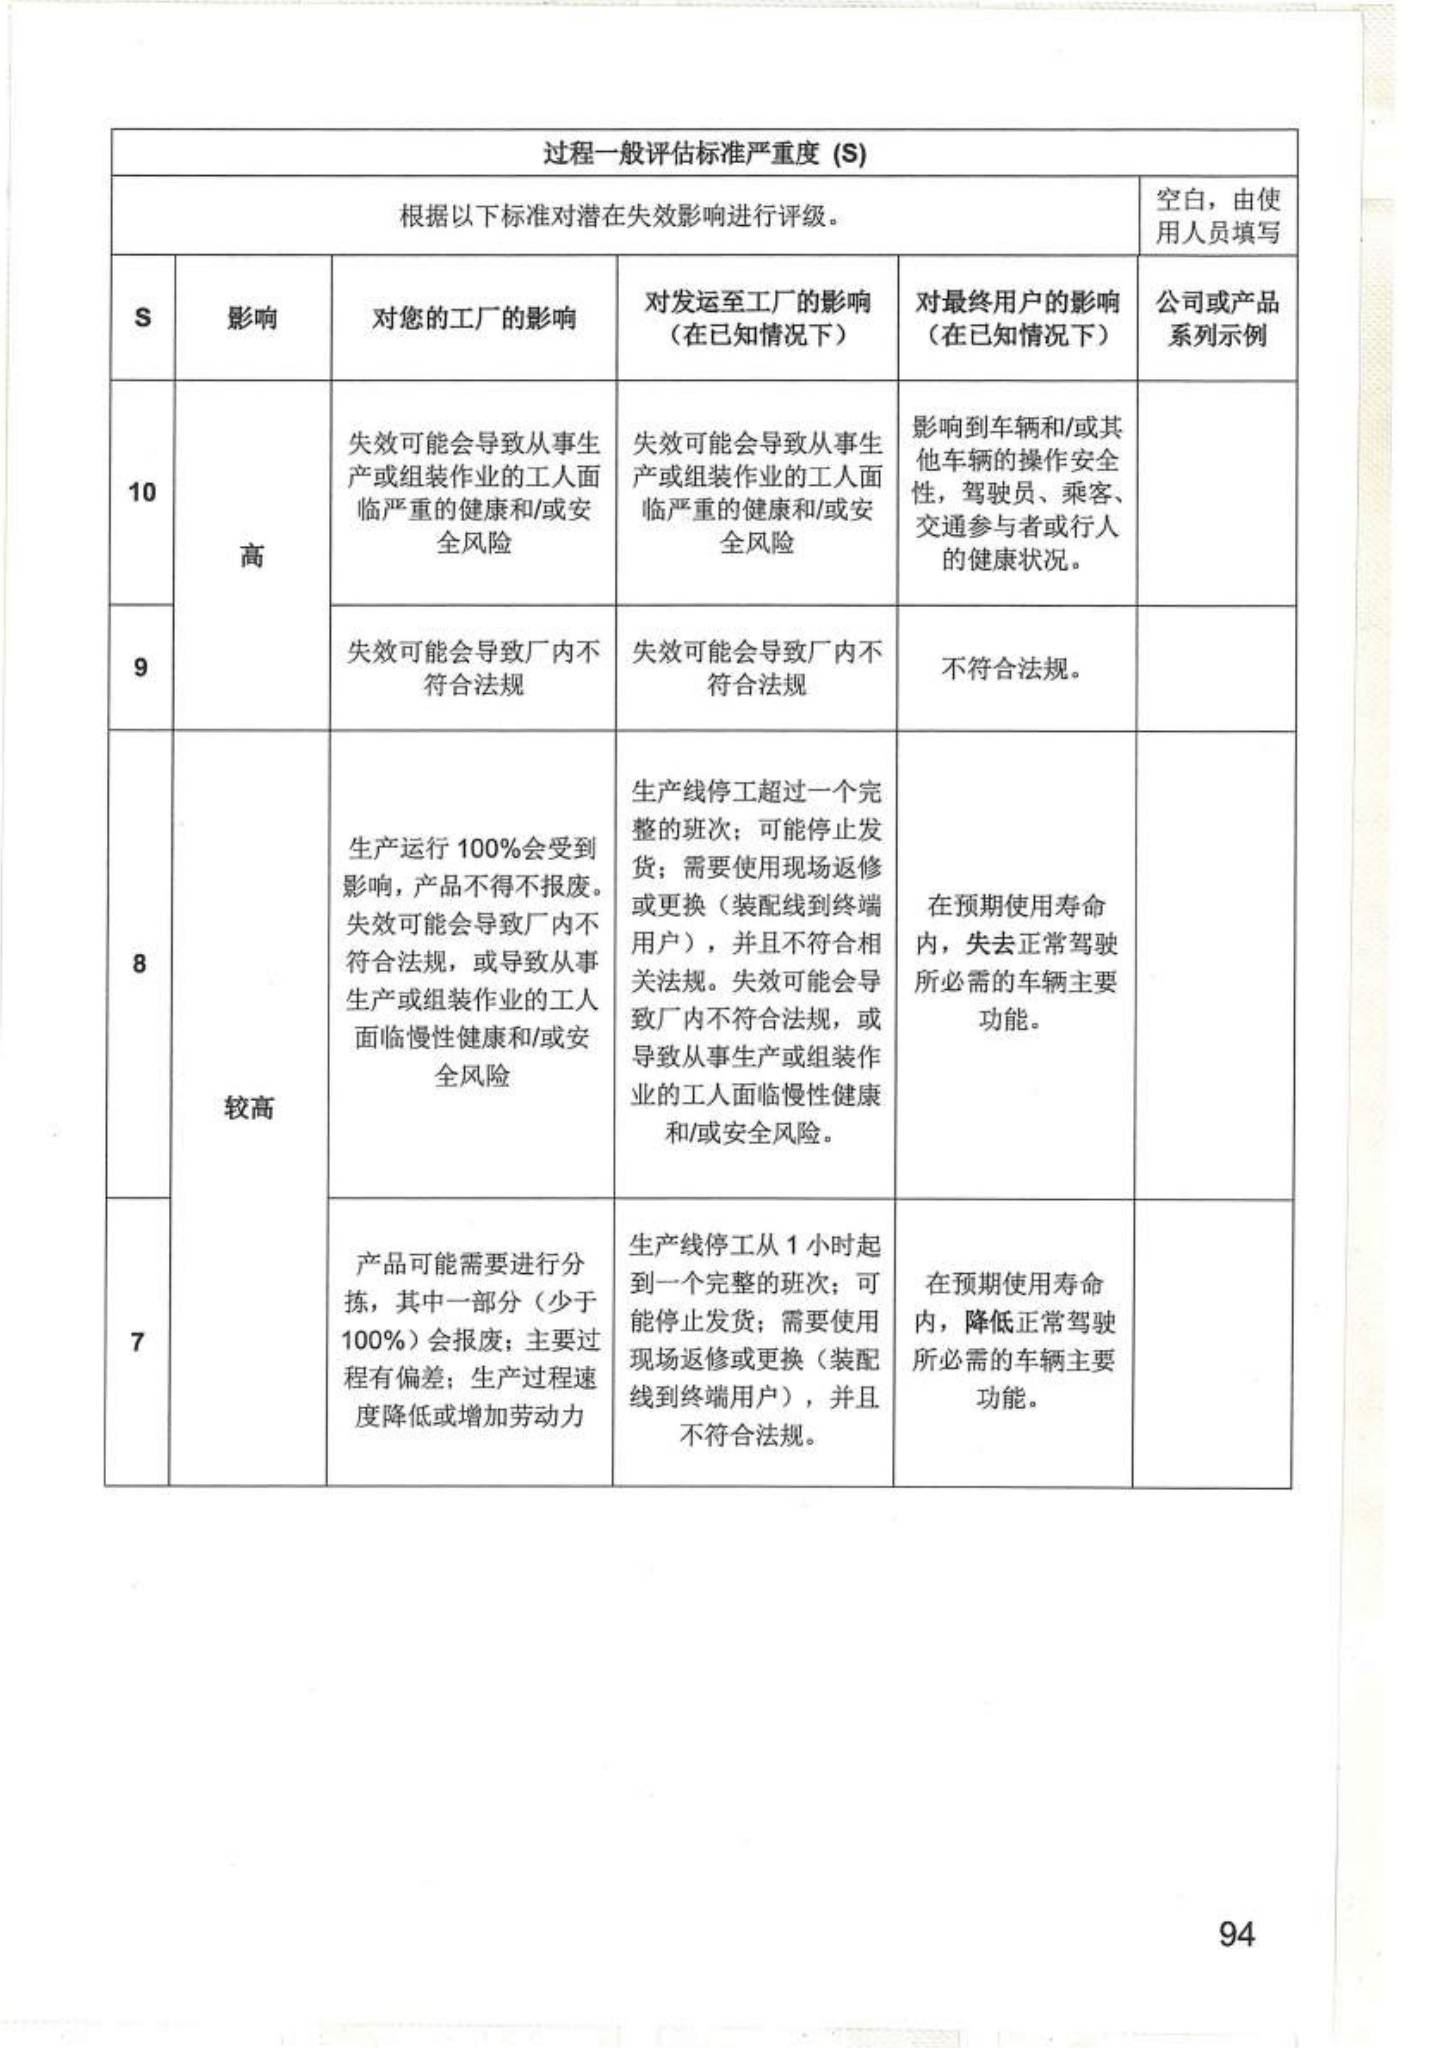 过程一般评估标准严重度 (S)
根据以下标准对潜在失效影响进行评级。
空白，由使
用人员填写
S
影响
对您的工厂的影响
对发运至工厂的影响
（在已知情况下）
对最终用户的影响
（在已知情况下）
公司或产品
系列示例
10
高
失效可能会导致从事生
产或组装作业的工人面
临严重的健康和/或安
全风险
失效可能会导致从事生
产或组装作业的工人面
临严重的健康和/或安
全风险
影响到车辆和/或其
他车辆的操作安全
性，驾驶员、乘客、
交通参与者或行人
的健康状况。
9
失效可能会导致厂内不
符合法规
失效可能会导致厂内不
符合法规
不符合法规。
8
较高
生产运行 100%会受到
影响，产品不得不报废。
失效可能会导致厂内不
符合法规，或导致从事
生产或组装作业的工人
面临慢性健康和/或安
全风险
生产线停工超过一个完
整的班次；可能停止发
货；需要使用现场返修
或更换（装配线到终端
用户），并且不符合相
关法规。失效可能会导
致厂内不符合法规，或
导致从事生产或组装作
业的工人面临慢性健康
和/或安全风险。
在预期使用寿命
内，失去正常驾驶
所必需的车辆主要
功能。
7
产品可能需要进行分
拣，其中一部分（少于
100%）会报废；主要过
程有偏差；生产过程速
度降低或增加劳动力
生产线停工从 1 小时起
到一个完整的班次；可
能停止发货；需要使用
现场返修或更换（装配
线到终端用户），并且
不符合法规。
在预期使用寿命
内，降低正常驾驶
所必需的车辆主要
功能。
94